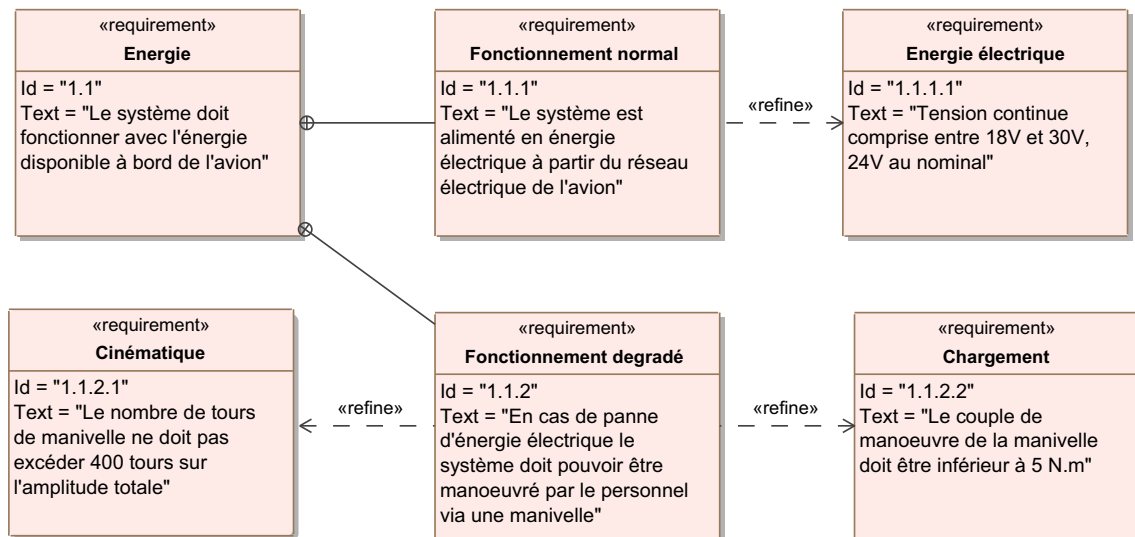 «requirement»
Energie
Id = "1.1"
Text = "Le système doit
fonctionner avec l'énergie
disponible à bord de l'avion"
«requirement»
Fonctionnement normal
Id = "1.1.1"
Text = "Le système est
alimenté en énergie
électrique à partir du réseau
électrique de l'avion"
«refine»
«requirement»
Energie électrique
Id = "1.1.1.1"
Text = "Tension continue
comprise entre 18V et 30V,
24V au nominal"
«requirement»
Cinématique
Id = "1.1.2.1"
Text = "Le nombre de tours
de manivelle ne doit pas
excéder 400 tours sur
l'amplitude totale"
«refine»
«requirement»
Fonctionnement degradé
Id = "1.1.2"
Text = "En cas de panne
d'énergie électrique le
système doit pouvoir être
manoeuvré par le personnel
via une manivelle"
«refine»
«requirement»
Chargement
Id = "1.1.2.2"
Text = "Le couple de
manoeuvre de la manivelle
doit être inférieur à 5 N.m"